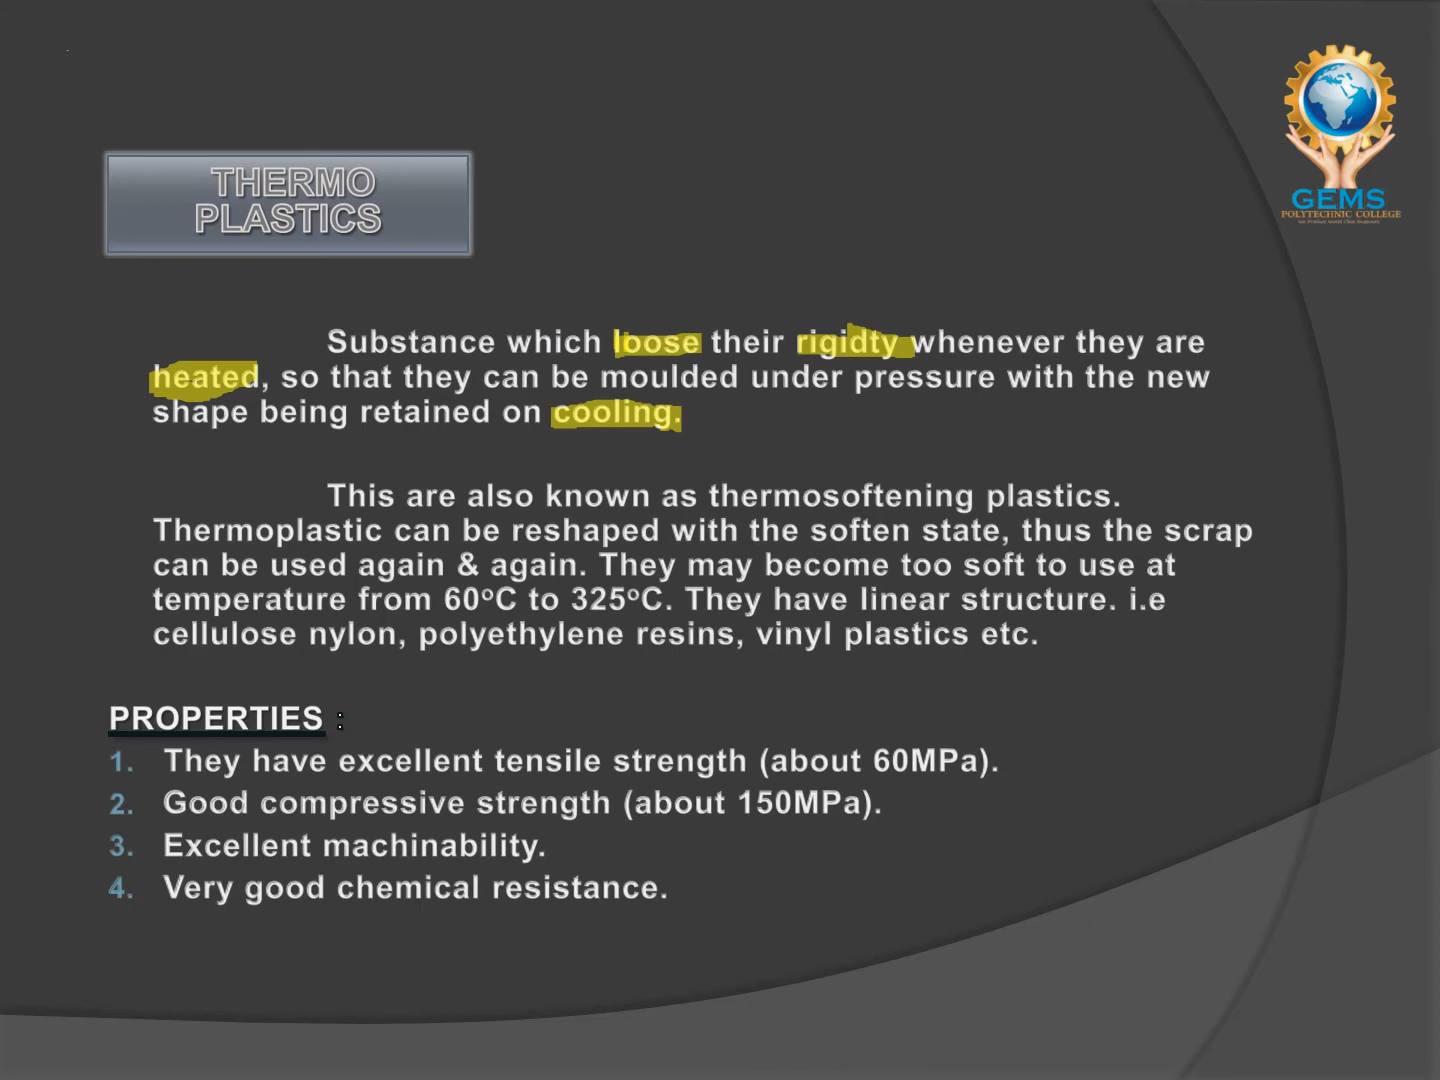 THERMO
PLASTICS
GEMS
POLYTECHNIC COLLEGE
Substance which loose their rigidty whenever they are
heated, so that they can be moulded under pressure with the new
shape being retained on cooling.
This are also known as thermosoftening plastics.
Thermoplastic can be reshaped with the soften state, thus the scrap
can be used again & again. They may become too soft to use at
temperature from 60ºC to 325ºC. They have linear structure. i.e
cellulose nylon, polyethylene resins, vinyl plastics etc.
PROPERTIES :
1. They have excellent tensile strength (about 60MPa).
2. Good compressive strength (about 150MPa).
3. Excellent machinability.
4. Very good chemical resistance.